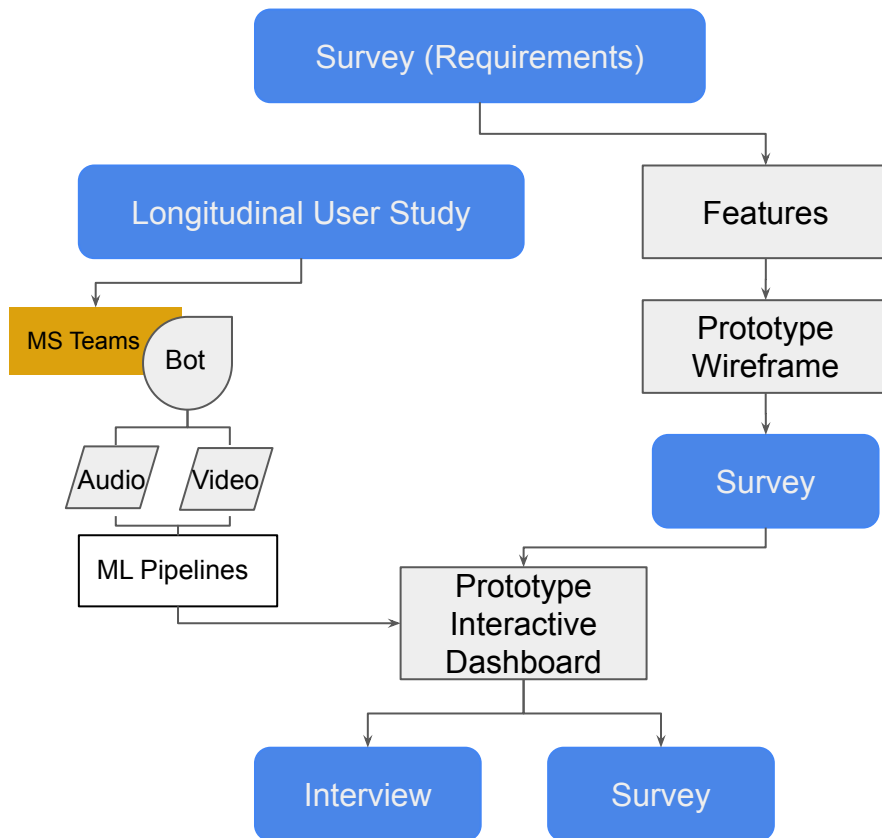 Survey (Requirements)
Longitudinal User Study
Features
MS Teams
Bot
Prototype
Wireframe
Audio
Video
Survey
ML Pipelines
Prototype
Interactive
Dashboard
Interview
Survey